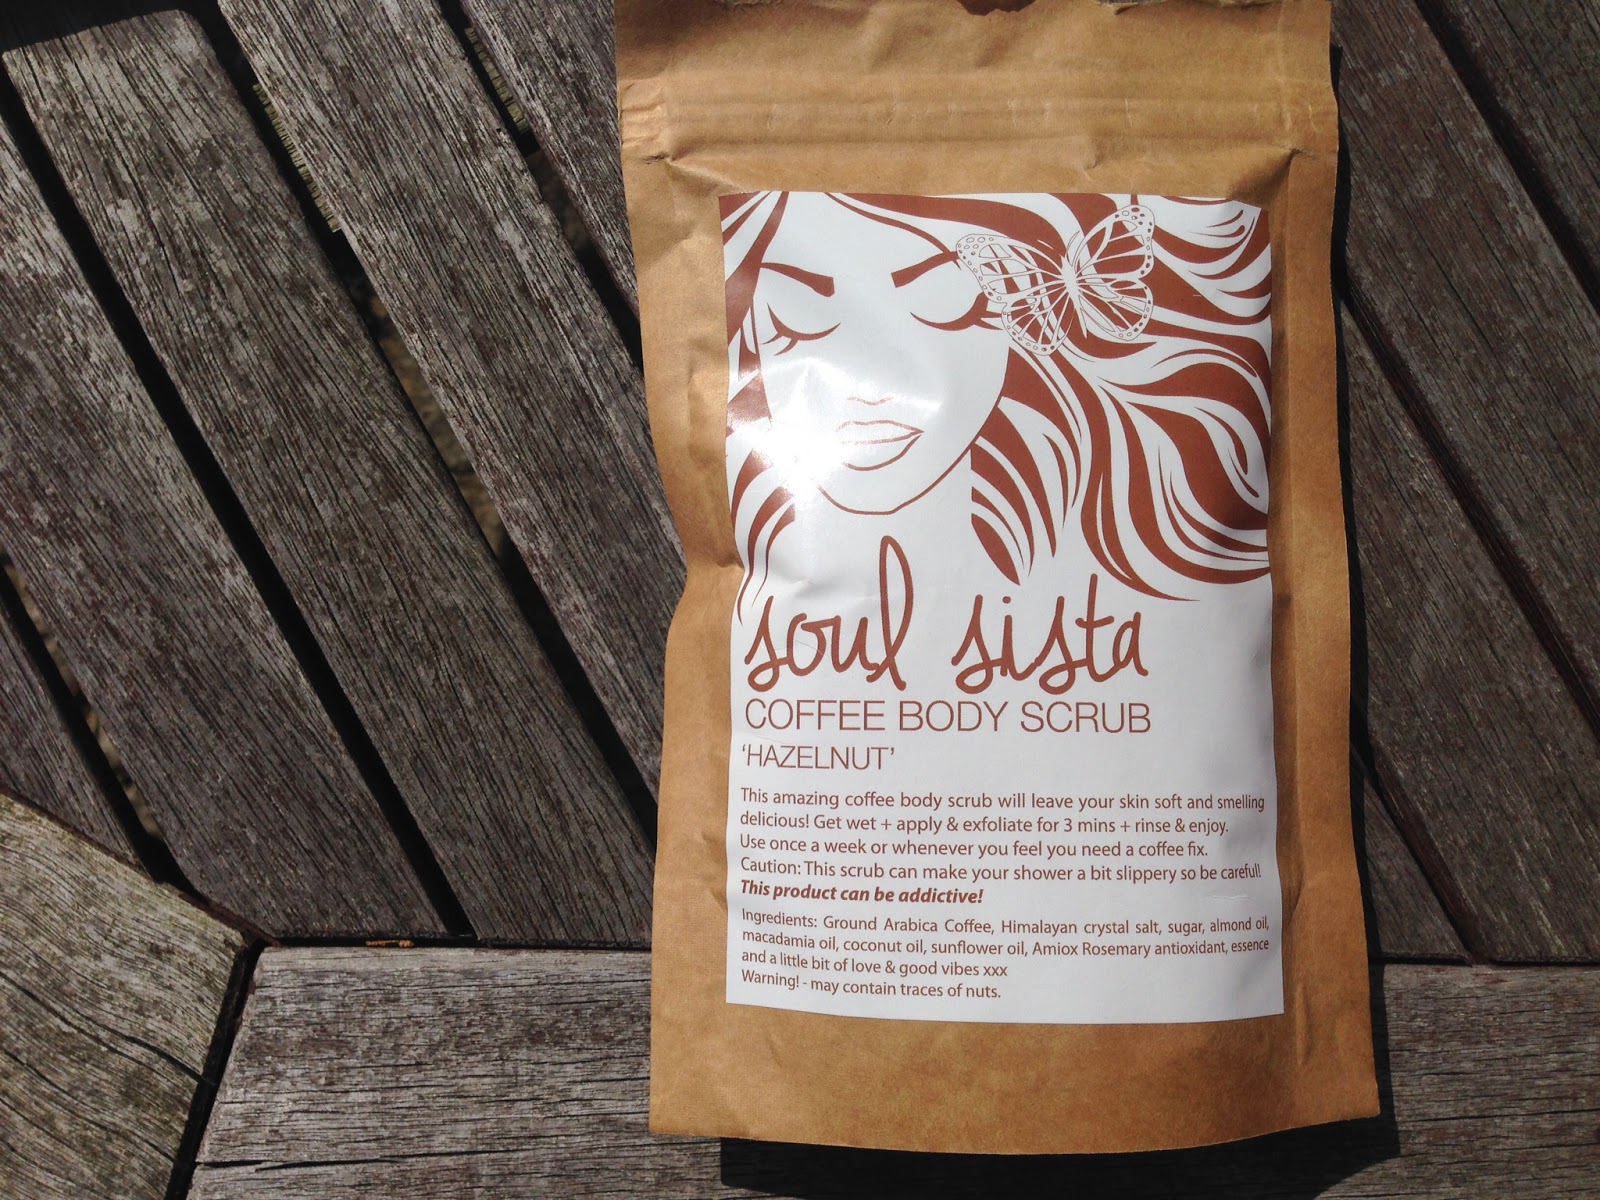 soul sista
COFFEE BODY SCRUB
‘HAZELNUT’
This amazing coffee body scrub will leave your skin soft and smelling
delicious! Get wet + apply & exfoliate for 3 mins + rinse & enjoy.
Use once a week or whenever you feel you need a coffee fix.
Caution: This scrub can make your shower a bit slippery so be careful!
This product can be addictive!
Ingredients: Ground Arabica Coffee, Himalayan crystal salt, sugar, almond oil,
macadamia oil, coconut oil, sunflower oil, Amiox Rosemary antioxidant, essence
and a little bit of love & good vibes xxx
Warning! - may contain traces of nuts.